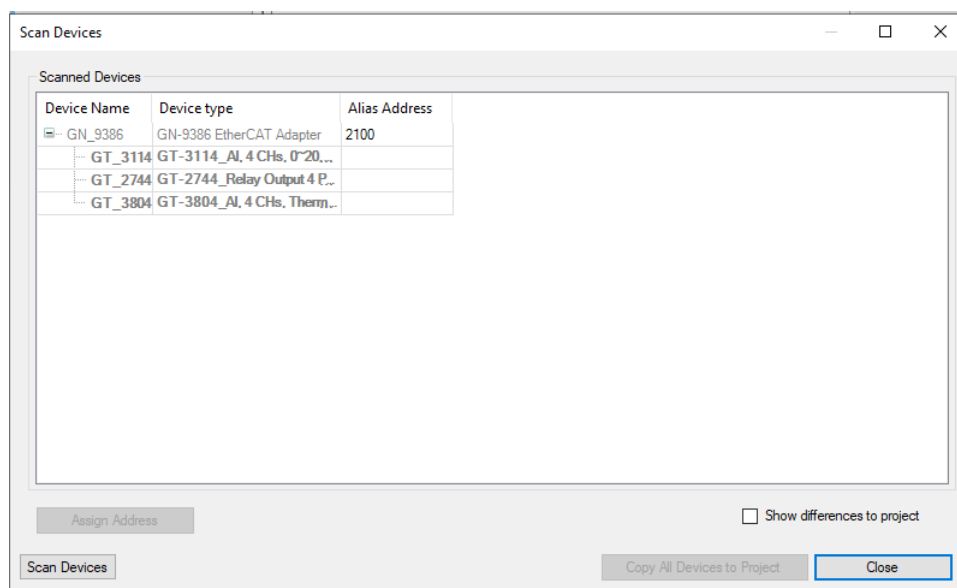 Scan Devices
Scanned Devices
Device Name Device type Alias Address
GN_9386 GN-9386 EtherCAT Adapter 2100
GT_3114 GT-3114_AI, 4 CHs, 0~20,...
GT_2744 GT-2744_Relay Output 4 P...
GT_3804 GT-3804_AI, 4 CHs, Therm...
Assign Address
Show differences to project
Scan Devices Copy All Devices to Project Close